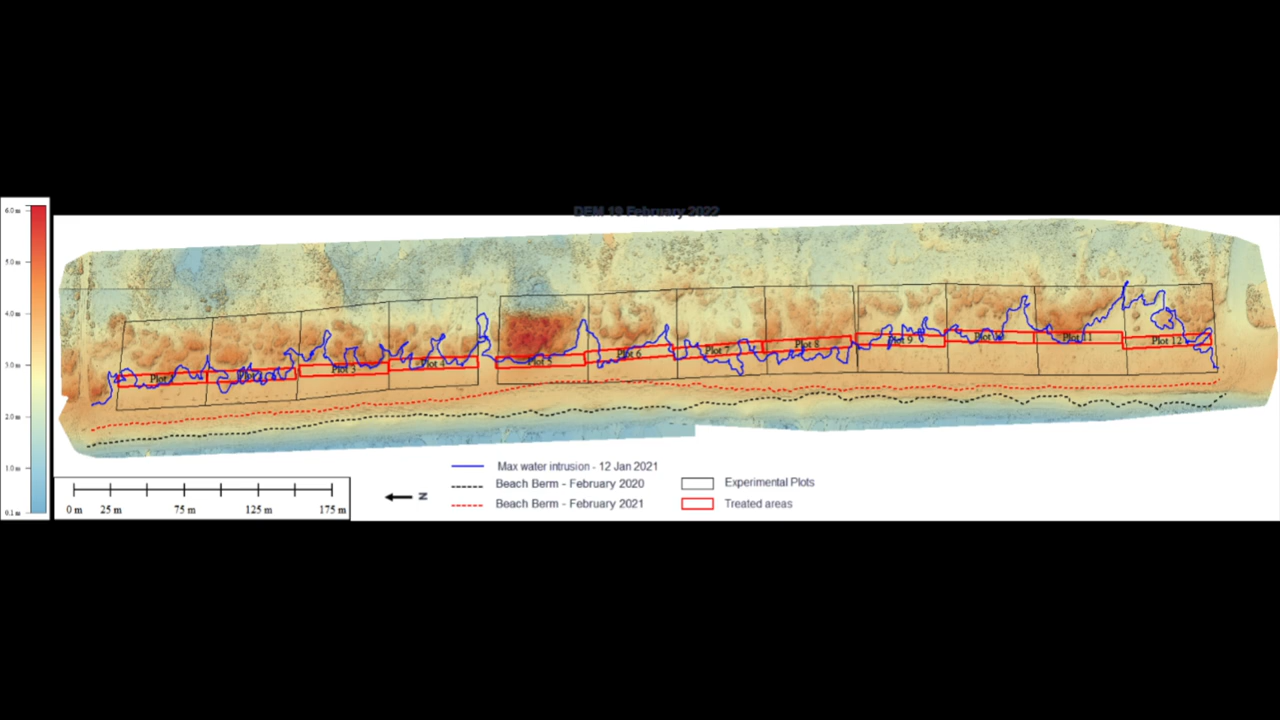 DEM 19 February 2022
6.0 m
5.0 m
4.0 m
3.0 m
2.0 m
1.0 m
0.1 m
Plot 3
Plot 4
Plot 5
Plot 6
Plot 7
Plot 8
Plot 9
Plot 11
Plot 12
0 m 25 m 75 m 125 m 175 m
N
Max water intrusion - 12 Jan 2021
Beach Berm - February 2020
Beach Berm - February 2021
Experimental Plots
Treated areas